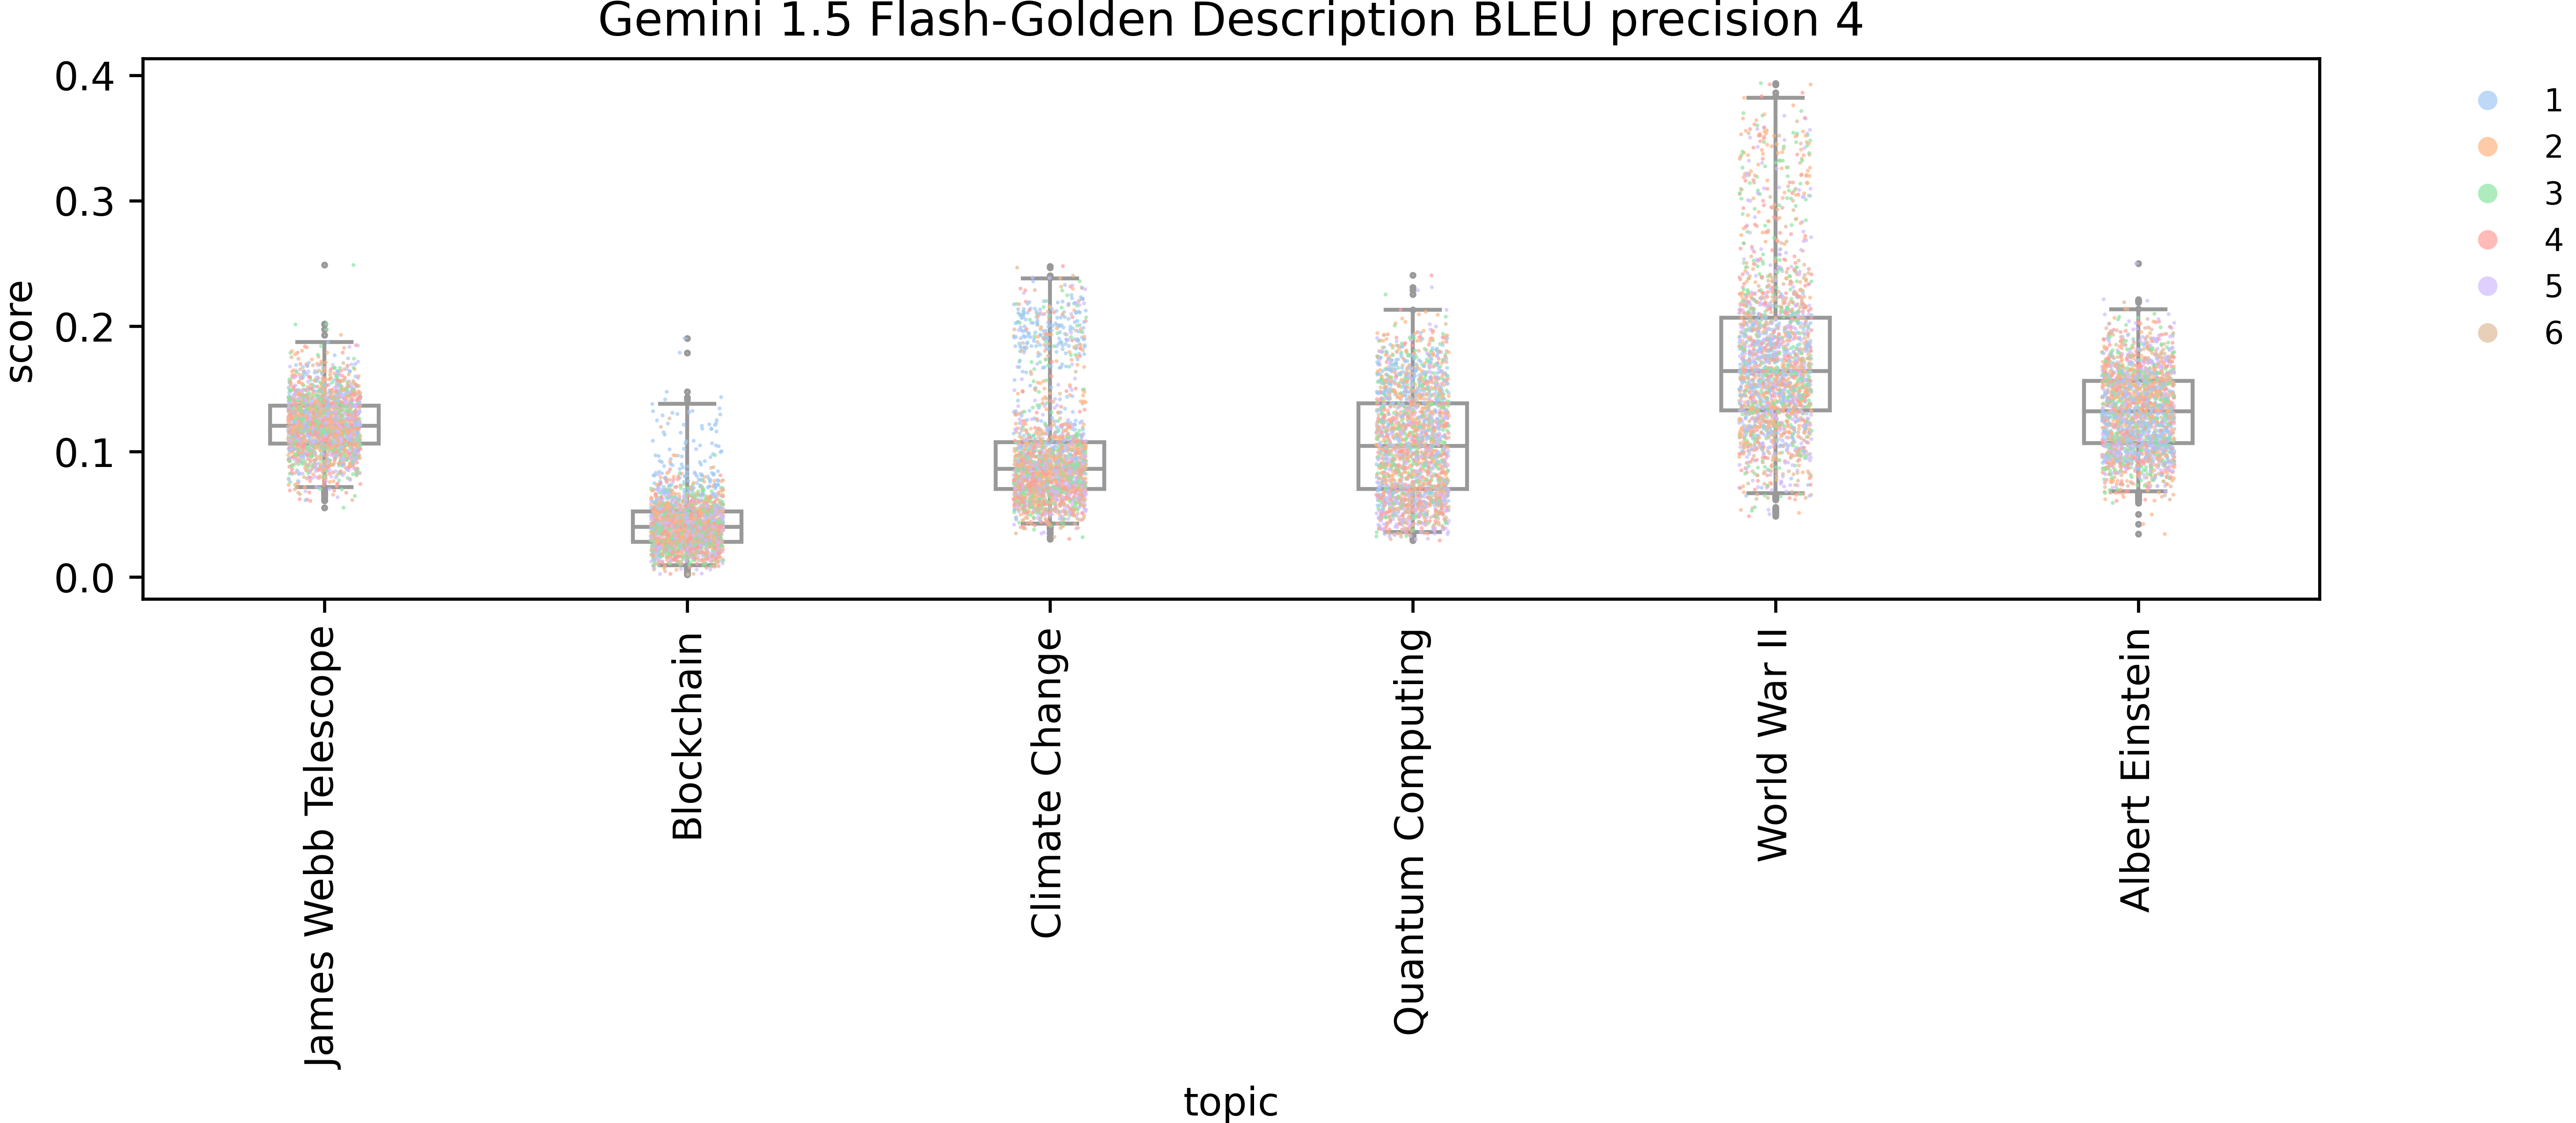 Gemini 1.5 Flash-Golden Description BLEU precision 4
score
0.4
0.3
0.2
0.1
0.0
James Webb Telescope
Blockchain
Climate Change
Quantum Computing
World War II
Albert Einstein
topic
1
2
3
4
5
6